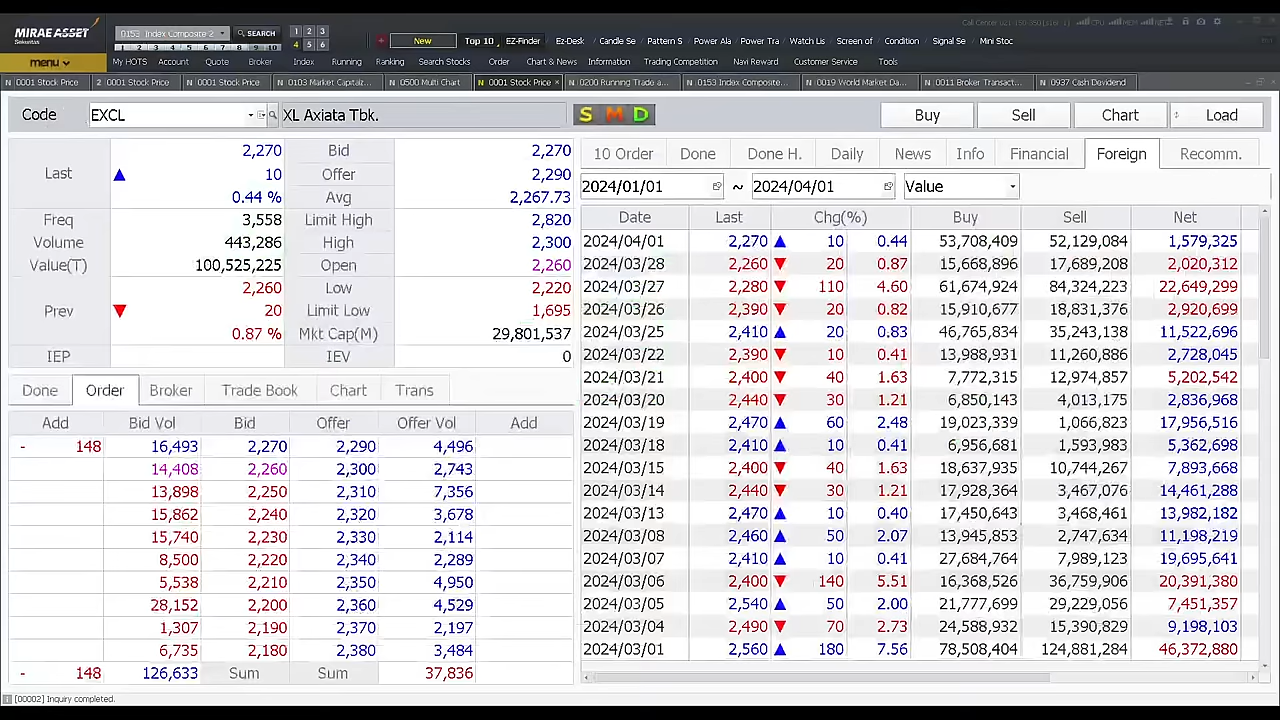 MIRAE ASSET
Sekuritas
0153 Index Composite 2
SEARCH
1 2 3
4 5 6
1 2 3 4 5 6 7 8 9 10
New
Top 10
EZ-Finder
Ez-Desk
Candle Se
Pattern S
Power Ala
Power Tra
Watch Lis
Screen of
Condition
Signal Se
Mini Stoc
menu
My HOTS
Account
Quote
Broker
Index
Running
Ranking
Search Stocks
Order
Chart & News
Information
Trading Competition
Navi Reward
Customer Service
Tools
N 0001 Stock Price
2 0001 Stock Price
N 0001 Stock Price
N 0103 Market Capitaliz...
N 0500 Multi Chart
N 0001 Stock Price ×
N 0200 Running Trade a...
N 0153 Index Composite...
N 0019 World Market Da...
N 0011 Broker Transact...
N 0937 Cash Dividend
Code EXCL XL Axiata Tbk. S M D Buy Sell Chart Load
Last ▲ 2,270 Bid 2,270
10 Offer 2,290
0.44 % Avg 2,267.73
Freq 3,558 Limit High 2,820
Volume 443,286 High 2,300
Value(T) 100,525,225 Open 2,260
2,260 Low 2,220
Prev ▼ 20 Limit Low 1,695
0.87 % Mkt Cap(M) 29,801,537
IEP IEV 0
Done Order Broker Trade Book Chart Trans
Add Bid Vol Bid Offer Offer Vol Add
- 148 16,493 2,270 2,290 4,496
14,408 2,260 2,300 2,743
13,898 2,250 2,310 7,356
15,862 2,240 2,320 3,678
15,740 2,230 2,330 2,114
8,500 2,220 2,340 2,289
5,538 2,210 2,350 4,950
28,152 2,200 2,360 4,529
1,307 2,190 2,370 2,197
6,735 2,180 2,380 3,484
- 148 126,633 Sum Sum 37,836
10 Order Done Done H. Daily News Info Financial Foreign Recomm.
2024/01/01 ~ 2024/04/01 Value
Date Last Chg(%) Buy Sell Net
2024/04/01 2,270 ▲ 10 0.44 53,708,409 52,129,084 1,579,325
2024/03/28 2,260 ▼ 20 0.87 15,668,896 17,689,208 2,020,312
2024/03/27 2,280 ▼ 110 4.60 61,674,924 84,324,223 22,649,299
2024/03/26 2,390 ▼ 20 0.82 15,910,677 18,831,376 2,920,699
2024/03/25 2,410 ▲ 20 0.83 46,765,834 35,243,138 11,522,696
2024/03/22 2,390 ▼ 10 0.41 13,988,931 11,260,886 2,728,045
2024/03/21 2,400 ▼ 40 1.63 7,772,315 12,974,857 5,202,542
2024/03/20 2,440 ▼ 30 1.21 6,850,143 4,013,175 2,836,968
2024/03/19 2,470 ▲ 60 2.48 19,023,339 1,066,823 17,956,516
2024/03/18 2,410 ▲ 10 0.41 6,956,681 1,593,983 5,362,698
2024/03/15 2,400 ▼ 40 1.63 18,637,935 10,744,267 7,893,668
2024/03/14 2,440 ▼ 30 1.21 17,928,364 3,467,076 14,461,288
2024/03/13 2,470 ▲ 10 0.40 17,450,643 3,468,461 13,982,182
2024/03/08 2,460 ▲ 50 2.07 13,945,853 2,747,634 11,198,219
2024/03/07 2,410 ▲ 10 0.41 27,684,764 7,989,123 19,695,641
2024/03/06 2,400 ▼ 140 5.51 16,368,526 36,759,906 20,391,380
2024/03/05 2,540 ▲ 50 2.00 21,777,699 29,229,056 7,451,357
2024/03/04 2,490 ▼ 70 2.73 24,588,932 15,390,829 9,198,103
2024/03/01 2,560 ▲ 180 7.56 78,508,404 124,881,284 46,372,880
[00002] Inquiry completed.